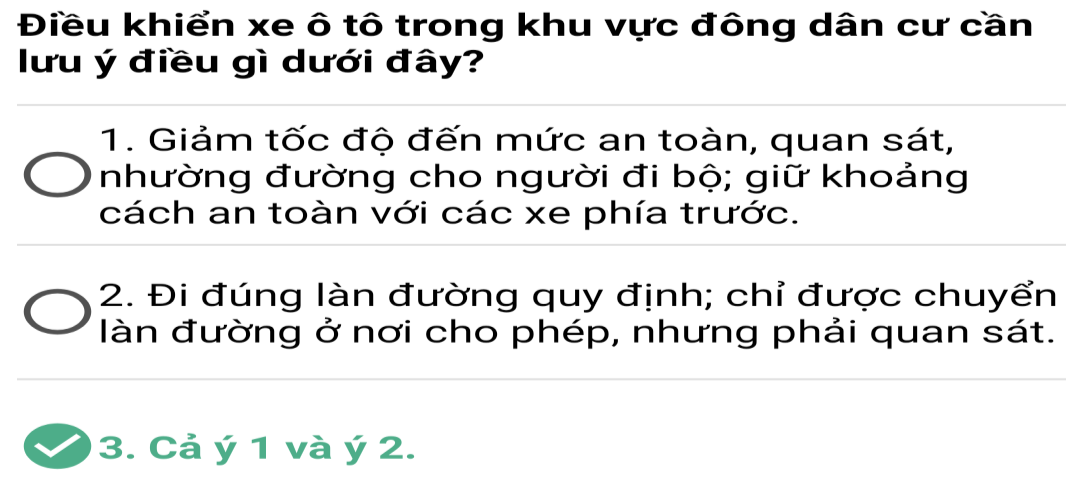 Điều khiển xe ô tô trong khu vực đông dân cư cần
lưu ý điều gì dưới đây?
1. Giảm tốc độ đến mức an toàn, quan sát,
nhường đường cho người đi bộ; giữ khoảng
cách an toàn với các xe phía trước.
2. Đi đúng làn đường quy định; chỉ được chuyển
làn đường ở nơi cho phép, nhưng phải quan sát.
3. Cả ý 1 và ý 2.